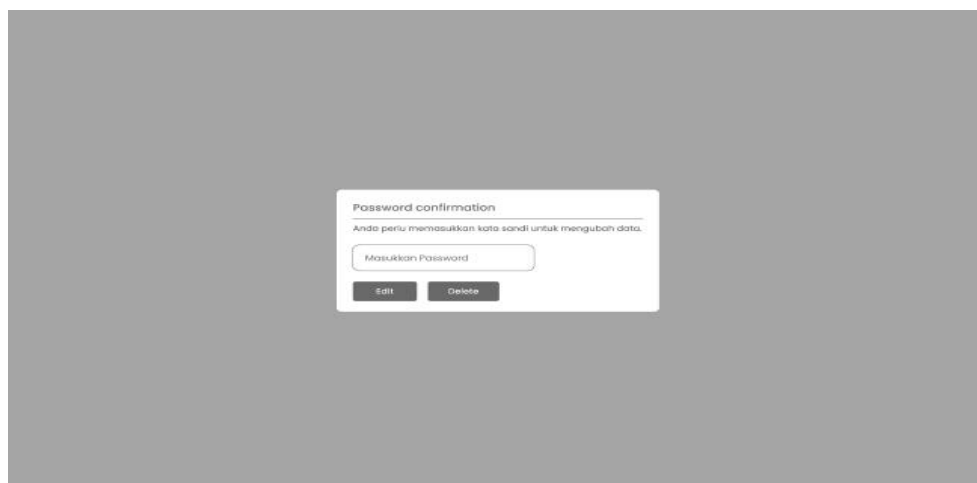 Password confirmation
Anda perlu memasukkan kata sandi untuk mengubah data.
Masukkan Password
Edit Delete